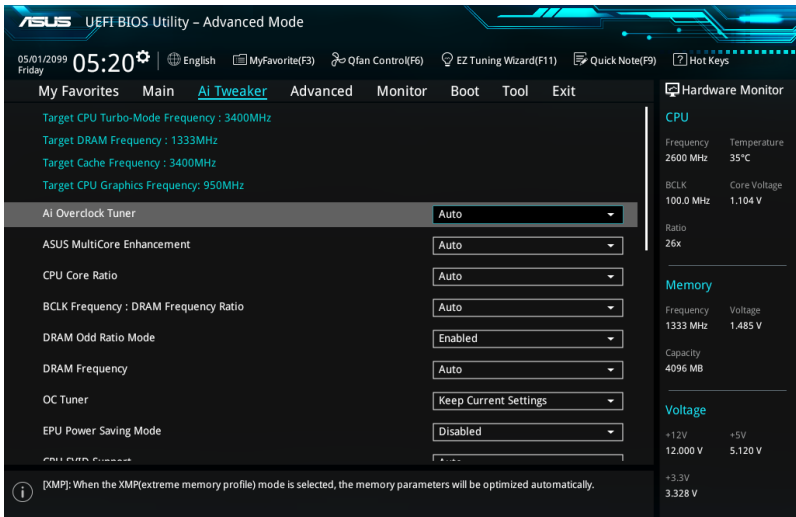 ASUS UEFI BIOS Utility – Advanced Mode
05/01/2099
Friday
05:20
English
MyFavorite(F3)
Qfan Control(F6)
EZ Tuning Wizard(F11)
Quick Note(F9)
? Hot Keys
My Favorites Main Ai Tweaker Advanced Monitor Boot Tool Exit
Target CPU Turbo-Mode Frequency : 3400MHz
Target DRAM Frequency : 1333MHz
Target Cache Frequency : 3400MHz
Target CPU Graphics Frequency: 950MHz
Ai Overclock Tuner Auto
ASUS MultiCore Enhancement Auto
CPU Core Ratio Auto
BCLK Frequency : DRAM Frequency Ratio Auto
DRAM Odd Ratio Mode Enabled
DRAM Frequency Auto
OC Tuner Keep Current Settings
EPU Power Saving Mode Disabled
CPU SVID Support Auto
[XMP]: When the XMP(extreme memory profile) mode is selected, the memory parameters will be optimized automatically.
Hardware Monitor
CPU
Frequency Temperature
2600 MHz 35°C
BCLK Core Voltage
100.0 MHz 1.104 V
Ratio
26x
Memory
Frequency Voltage
1333 MHz 1.485 V
Capacity
4096 MB
Voltage
+12V +5V
12.000 V 5.120 V
+3.3V
3.328 V